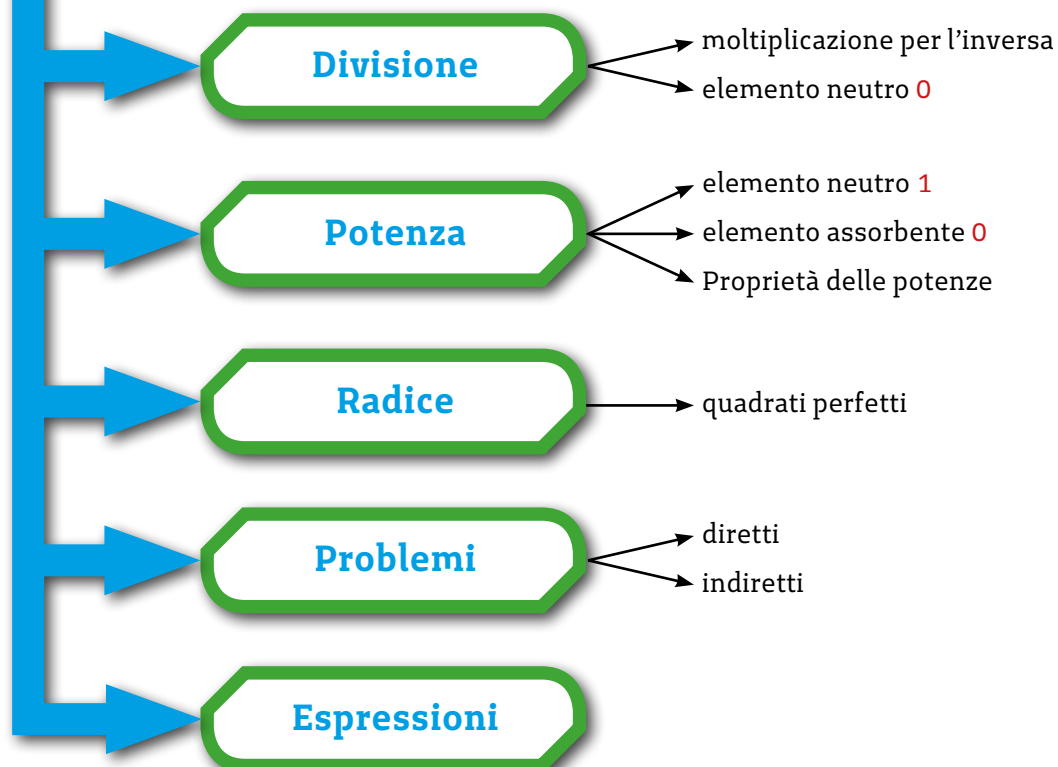 Divisione
moltiplicazione per l'inversa
elemento neutro 0
Potenza
elemento neutro 1
elemento assorbente 0
Proprietà delle potenze
Radice
quadrati perfetti
Problemi
diretti
indiretti
Espressioni